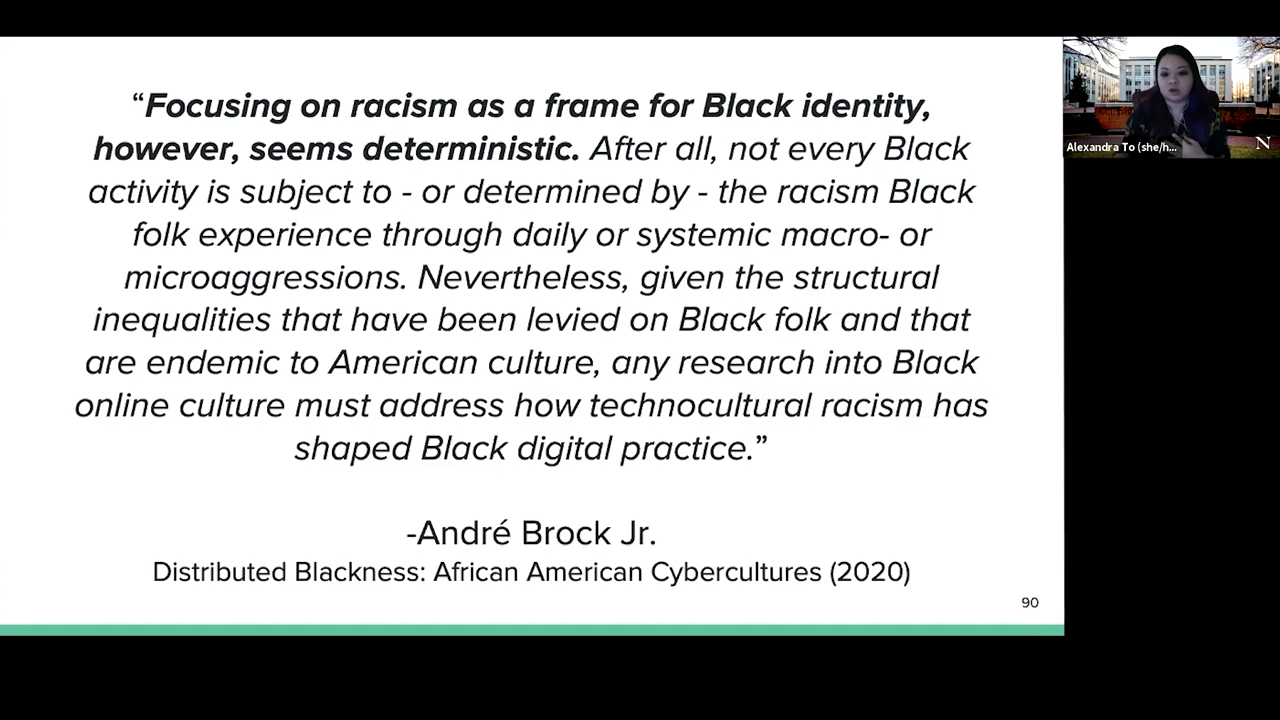 “Focusing on racism as a frame for Black identity,
however, seems deterministic. After all, not every Black
activity is subject to - or determined by - the racism Black
folk experience through daily or systemic macro- or
microaggressions. Nevertheless, given the structural
inequalities that have been levied on Black folk and that
are endemic to American culture, any research into Black
online culture must address how technocultural racism has
shaped Black digital practice.”
-André Brock Jr.
Distributed Blackness: African American Cybercultures (2020)
90
Alexandra To (she/h...
N